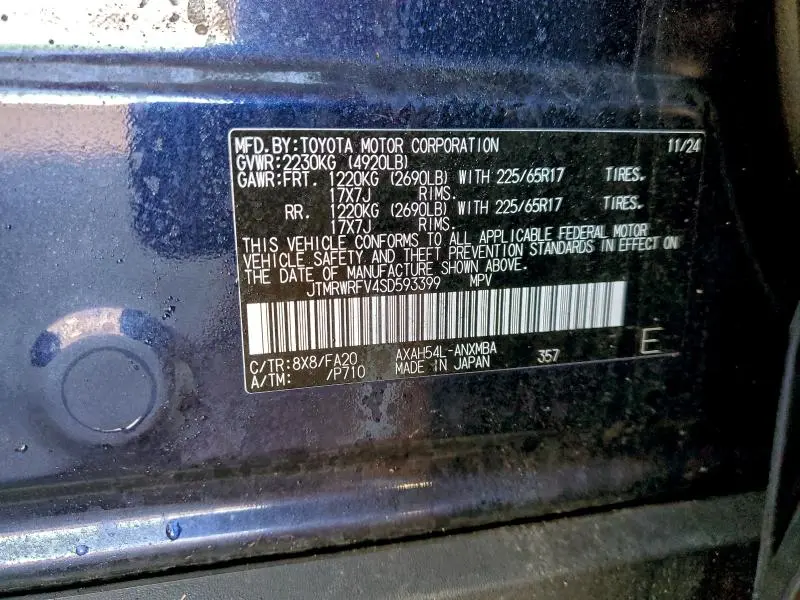 MFD. BY: TOYOTA MOTOR CORPORATION 11/24
GVWR: 2230KG (4920LB)
GAWR: FRT. 1220KG (2690LB) WITH 225/65R17 TIRES.
17X7J RIMS.
RR. 1220KG (2690LB) WITH 225/65R17 TIRES.
17X7J RIMS.
THIS VEHICLE CONFORMS TO ALL APPLICABLE FEDERAL MOTOR
VEHICLE SAFETY AND THEFT PREVENTION STANDARDS IN EFFECT ON
THE DATE OF MANUFACTURE SHOWN ABOVE.
JTMRWRFV4SD593399 MPV
C/TR: 8X8/FA20 AXAH54L-ANXMBA 357 E
A/TM: /P710 MADE IN JAPAN